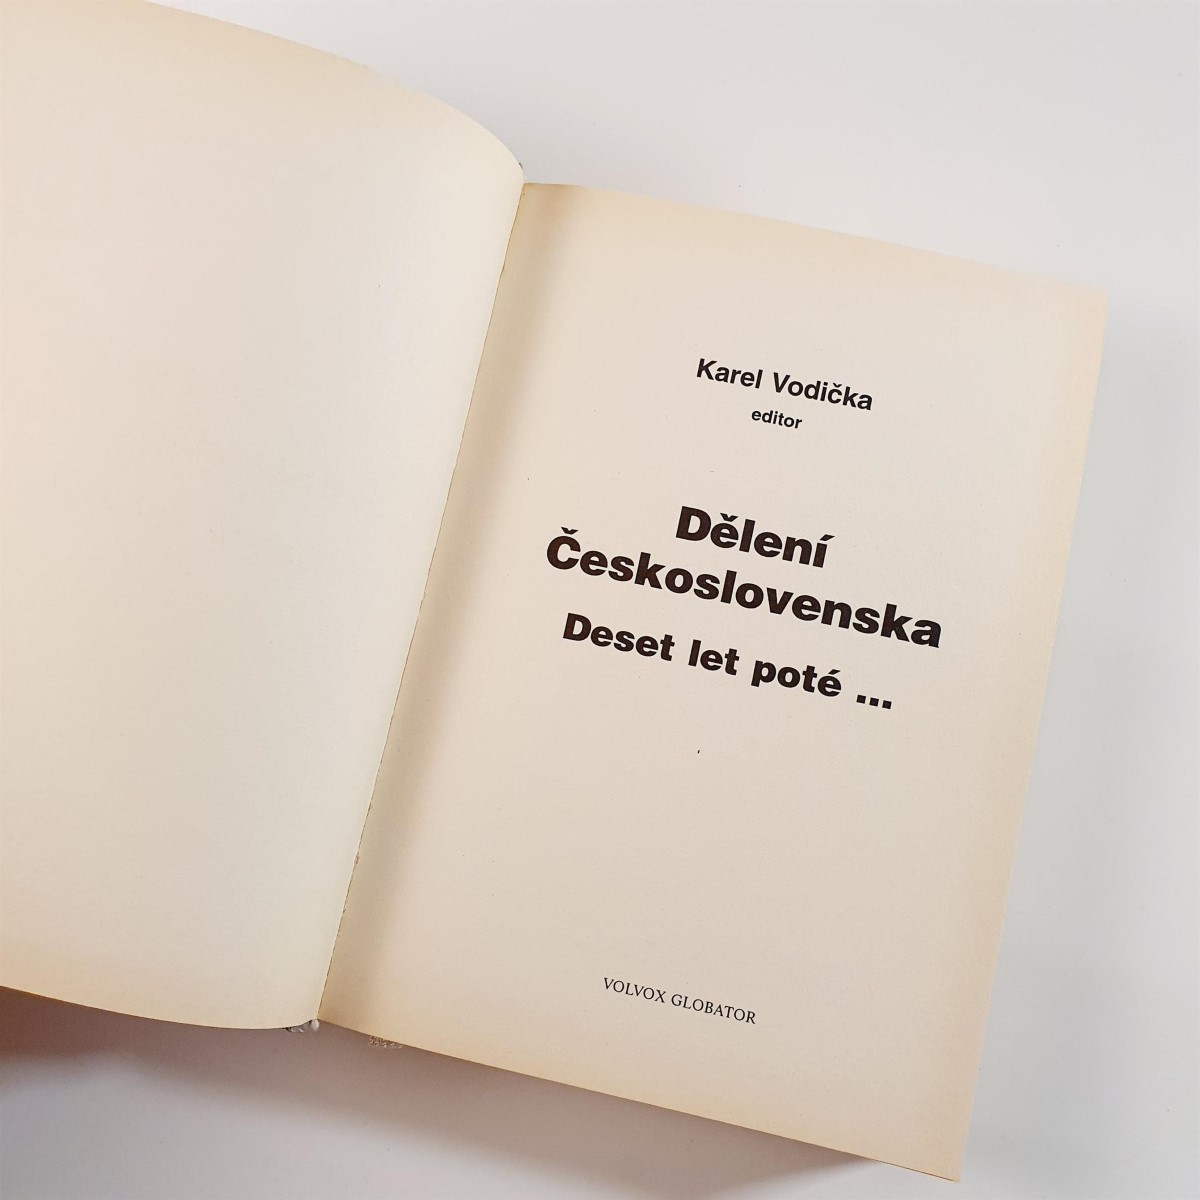 Karel Vodička
editor
Dělení
Československa
Deset let poté ...
VOLVOX GLOBATOR